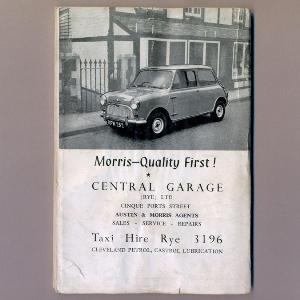 Morris—Quality First!
★
CENTRAL GARAGE
(RYE) LTD
CINQUE PORTS STREET
AUSTIN & MORRIS AGENTS
SALES - SERVICE - REPAIRS
Taxi Hire Rye 3196
CLEVELAND PETROL, CASTROL LUBRICATION